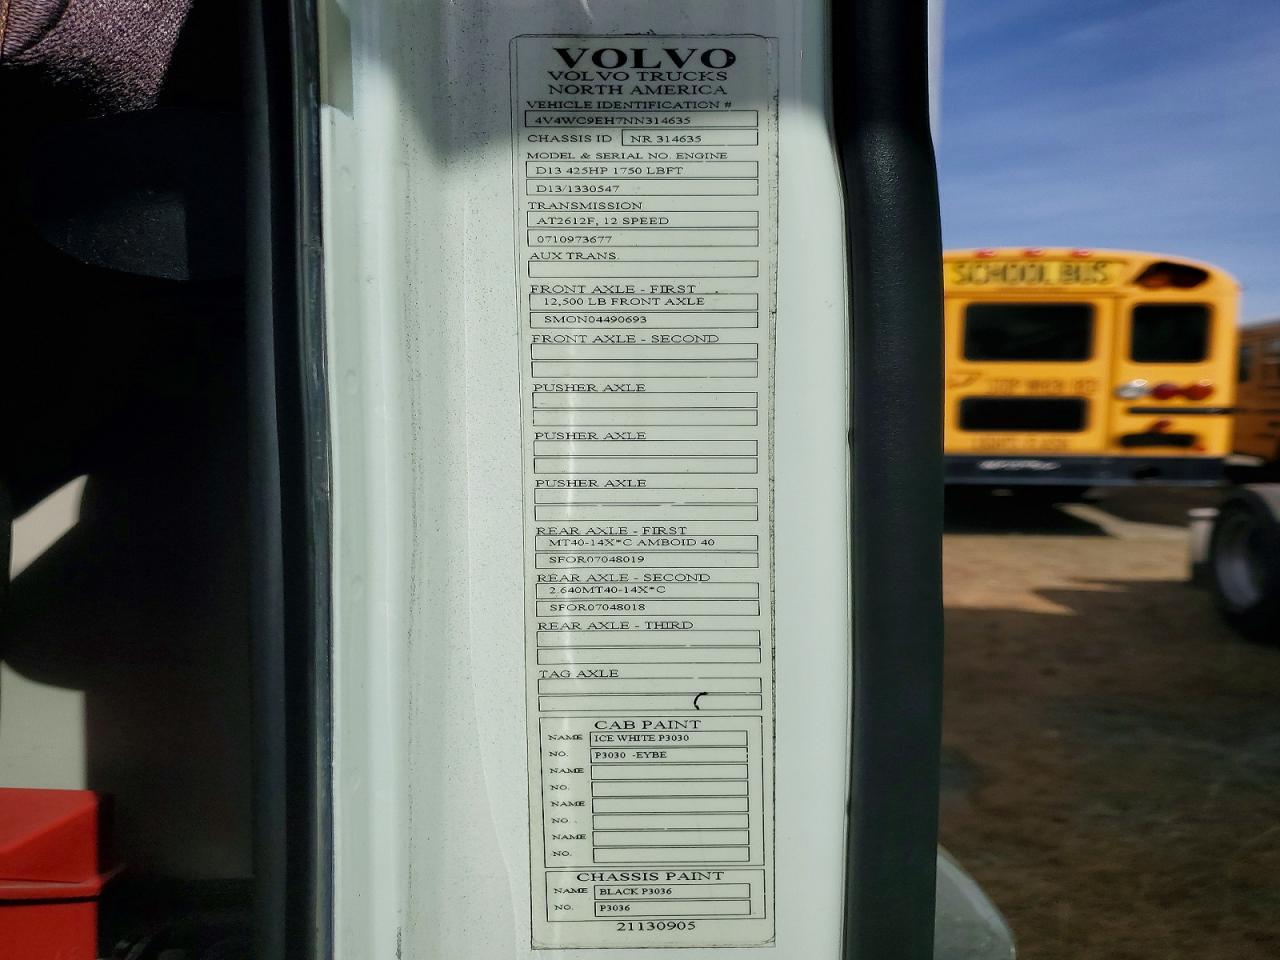 VOLVO
VOLVO TRUCKS
NORTH AMERICA
VEHICLE IDENTIFICATION #
4V4WC9EH7NN314635
CHASSIS ID NR 314635
MODEL & SERIAL NO. ENGINE
D13 425HP 1750 LBFT
D13/1330547
TRANSMISSION
AT2612F, 12 SPEED
0710973677
AUX TRANS.
FRONT AXLE - FIRST
12,500 LB FRONT AXLE
SMON04490693
FRONT AXLE - SECOND
PUSHER AXLE
PUSHER AXLE
PUSHER AXLE
REAR AXLE - FIRST
MT40-14X*C AMBOID 40
SFOR07048019
REAR AXLE - SECOND
2.640MT40-14X*C
SFOR07048018
REAR AXLE - THIRD
TAG AXLE
CAB PAINT
NAME ICE WHITE P3030
NO. P3030 -EYBE
NAME
NO.
NAME
NO.
NAME
NO.
CHASSIS PAINT
NAME BLACK P3036
NO. P3036
21130905
SCHOOL BUS